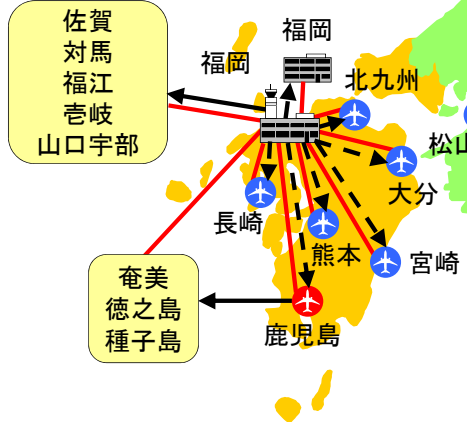 佐賀
対馬
福江
壱岐
山口宇部
福岡
福岡
北九州
松山
大分
長崎
熊本
宮崎
奄美
徳之島
種子島
鹿児島